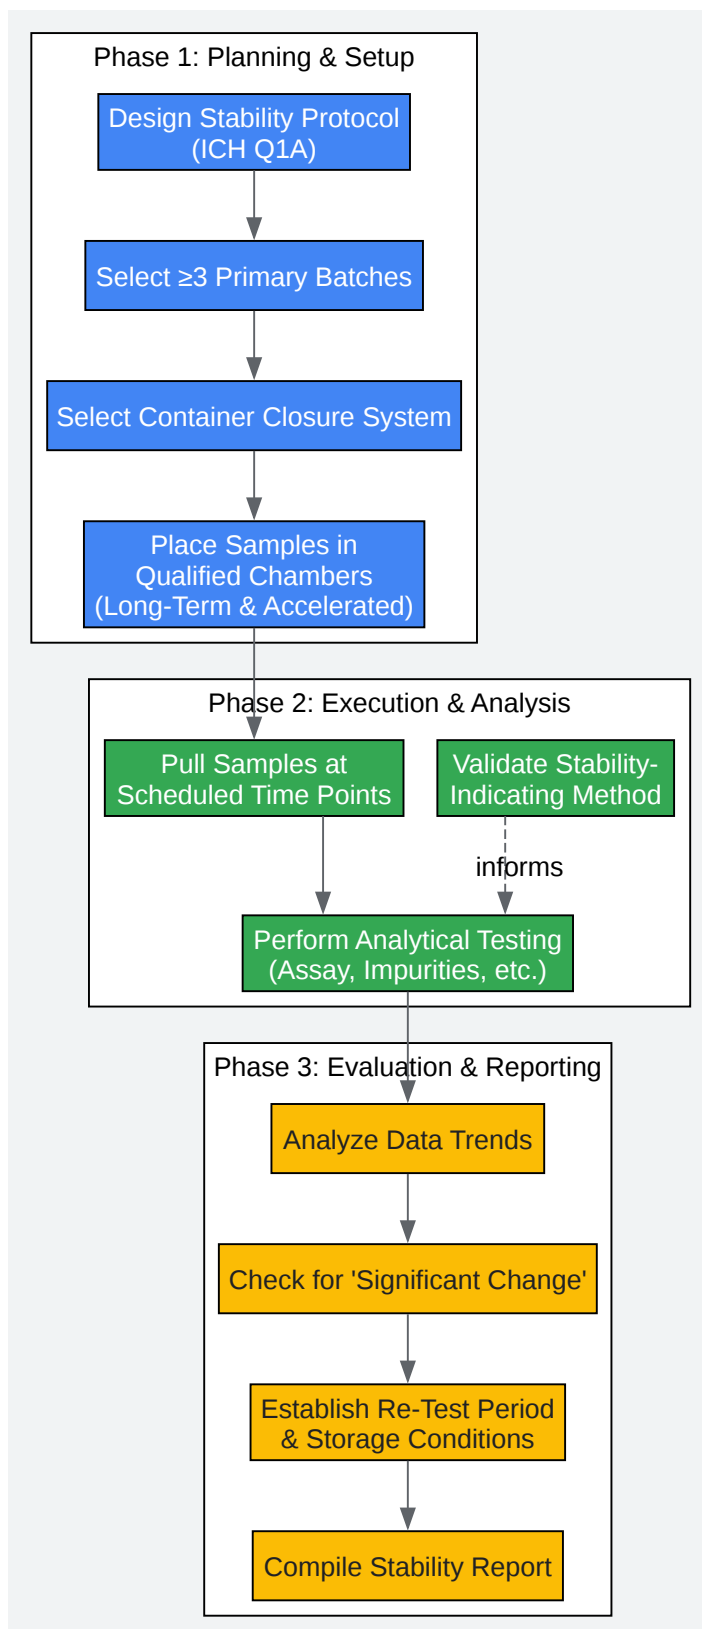 Phase 1: Planning & Setup
Design Stability Protocol
(ICH Q1A)
Select ≥3 Primary Batches
Select Container Closure System
Place Samples in
Qualified Chambers
(Long-Term & Accelerated)
Phase 2: Execution & Analysis
Pull Samples at
Scheduled Time Points
Validate Stability-
Indicating Method
informs
Perform Analytical Testing
(Assay, Impurities, etc.)
Phase 3: Evaluation & Reporting
Analyze Data Trends
Check for 'Significant Change'
Establish Re-Test Period
& Storage Conditions
Compile Stability Report